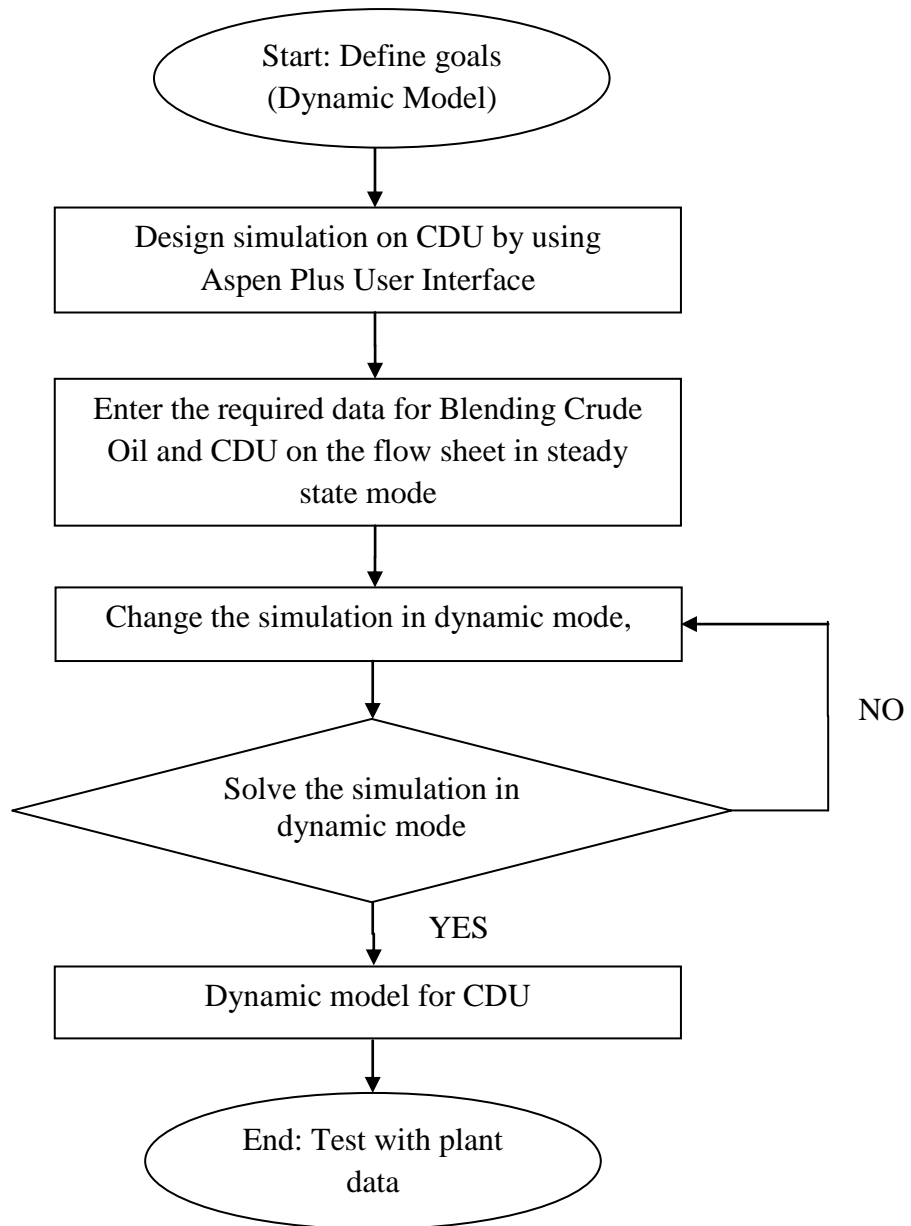 Start: Define goals
(Dynamic Model)
Design simulation on CDU by using
Aspen Plus User Interface
Enter the required data for Blending Crude
Oil and CDU on the flow sheet in steady
state mode
Change the simulation in dynamic mode,
NO
Solve the simulation in
dynamic mode
YES
Dynamic model for CDU
End: Test with plant
data